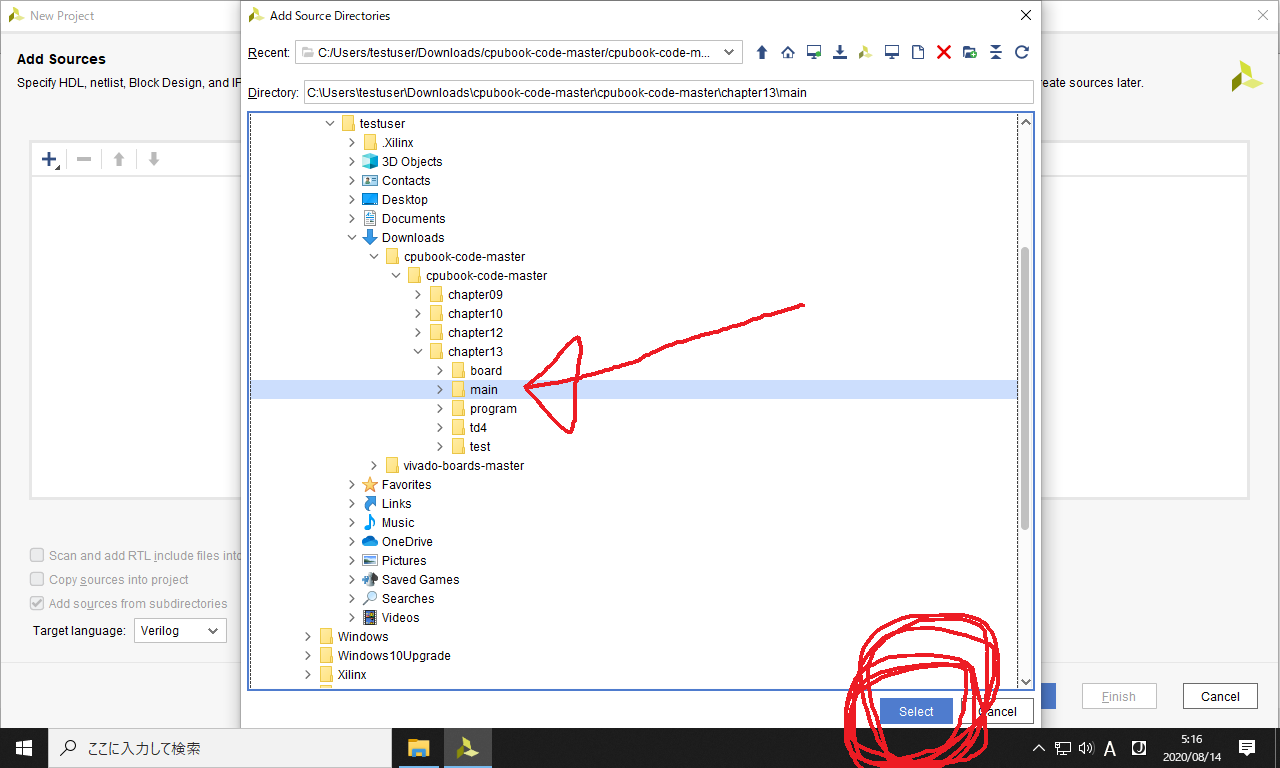 New Project
Add Source Directories
Add Sources
Specify HDL, netlist, Block Design, and IP
reate sources later.
Recent: C:/Users/testuser/Downloads/cpubook-code-master/cpubook-code-m...
Directory: C:\Users\testuser\Downloads\cpubook-code-master\cpubook-code-master\chapter13\main
testuser
.Xilinx
3D Objects
Contacts
Desktop
Documents
Downloads
cpubook-code-master
cpubook-code-master
chapter09
chapter10
chapter12
chapter13
board
main
program
td4
test
vivado-boards-master
Favorites
Links
Music
OneDrive
Pictures
Saved Games
Searches
Videos
Windows
Windows10Upgrade
Xilinx
Scan and add RTL include files into
Copy sources into project
Add sources from subdirectories
Target language: Verilog
Select
Cancel
Finish
Cancel
ここに入力して検索
A
5:16
2020/08/14